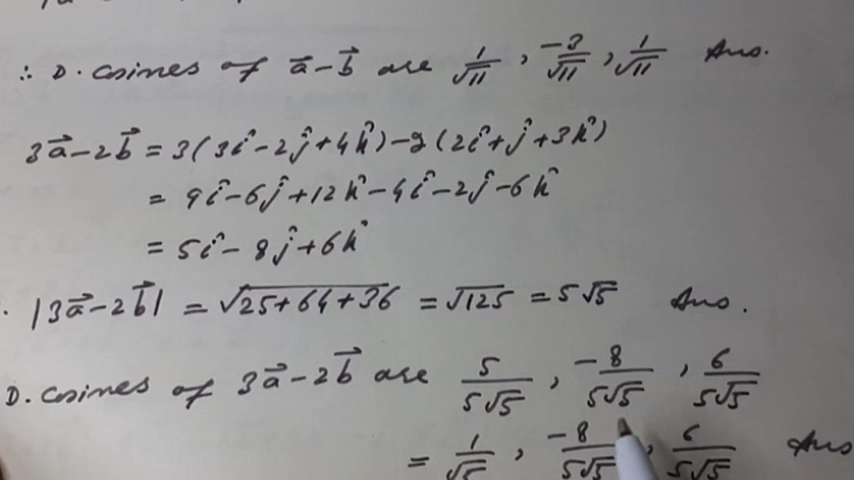 ∴ D. cosines of a⃗ - b⃗ are 1/√11 , -3/√11 , 1/√11 Ans.
3a⃗ - 2b⃗ = 3(3î - 2ĵ + 4k̂) - 2(2î + ĵ + 3k̂)
= 9î - 6ĵ + 12k̂ - 4î - 2ĵ - 6k̂
= 5î - 8ĵ + 6k̂
|3a⃗ - 2b⃗| = √25+64+36 = √125 = 5√5 Ans.
D. cosines of 3a⃗ - 2b⃗ are 5/5√5 , -8/5√5 , 6/5√5
= 1/√5 , -8/5√5 , 6/5√5 Ans